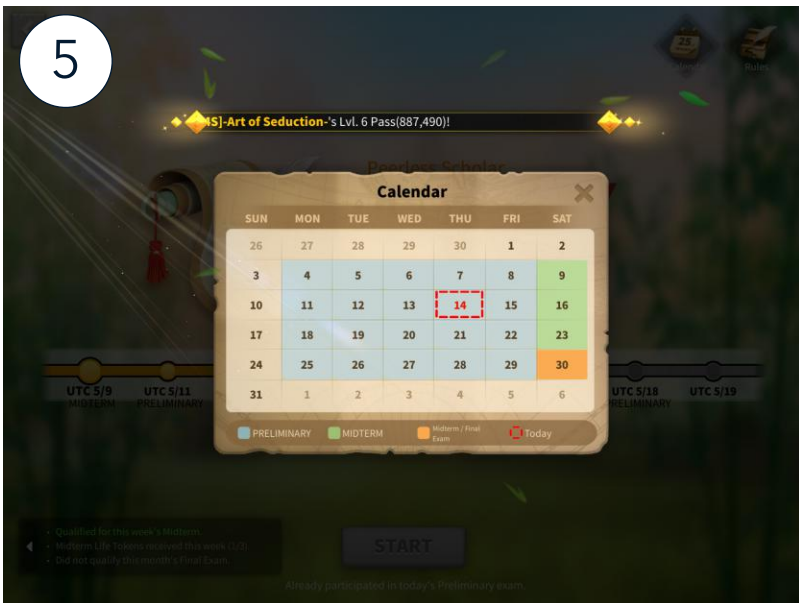 5
Calendar
Rules
4S]-Art of Seduction-'s Lvl. 6 Pass(887,490)!
Peerless Scholar
Calendar
SUN MON TUE WED THU FRI SAT
26 27 28 29 30 1 2
3 4 5 6 7 8 9
10 11 12 13 14 15 16
17 18 19 20 21 22 23
24 25 26 27 28 29 30
31 1 2 3 4 5 6
PRELIMINARY
MIDTERM
Midterm / Final
Exam
Today
UTC 5/9
MIDTERM
UTC 5/11
PRELIMINARY
UTC 5/18
PRELIMINARY
UTC 5/19
Qualified for this week's Midterm.
Midterm Life Tokens received this week (1/3)
Did not qualify this month's Final Exam.
START
Already participated in today's Preliminary exam.